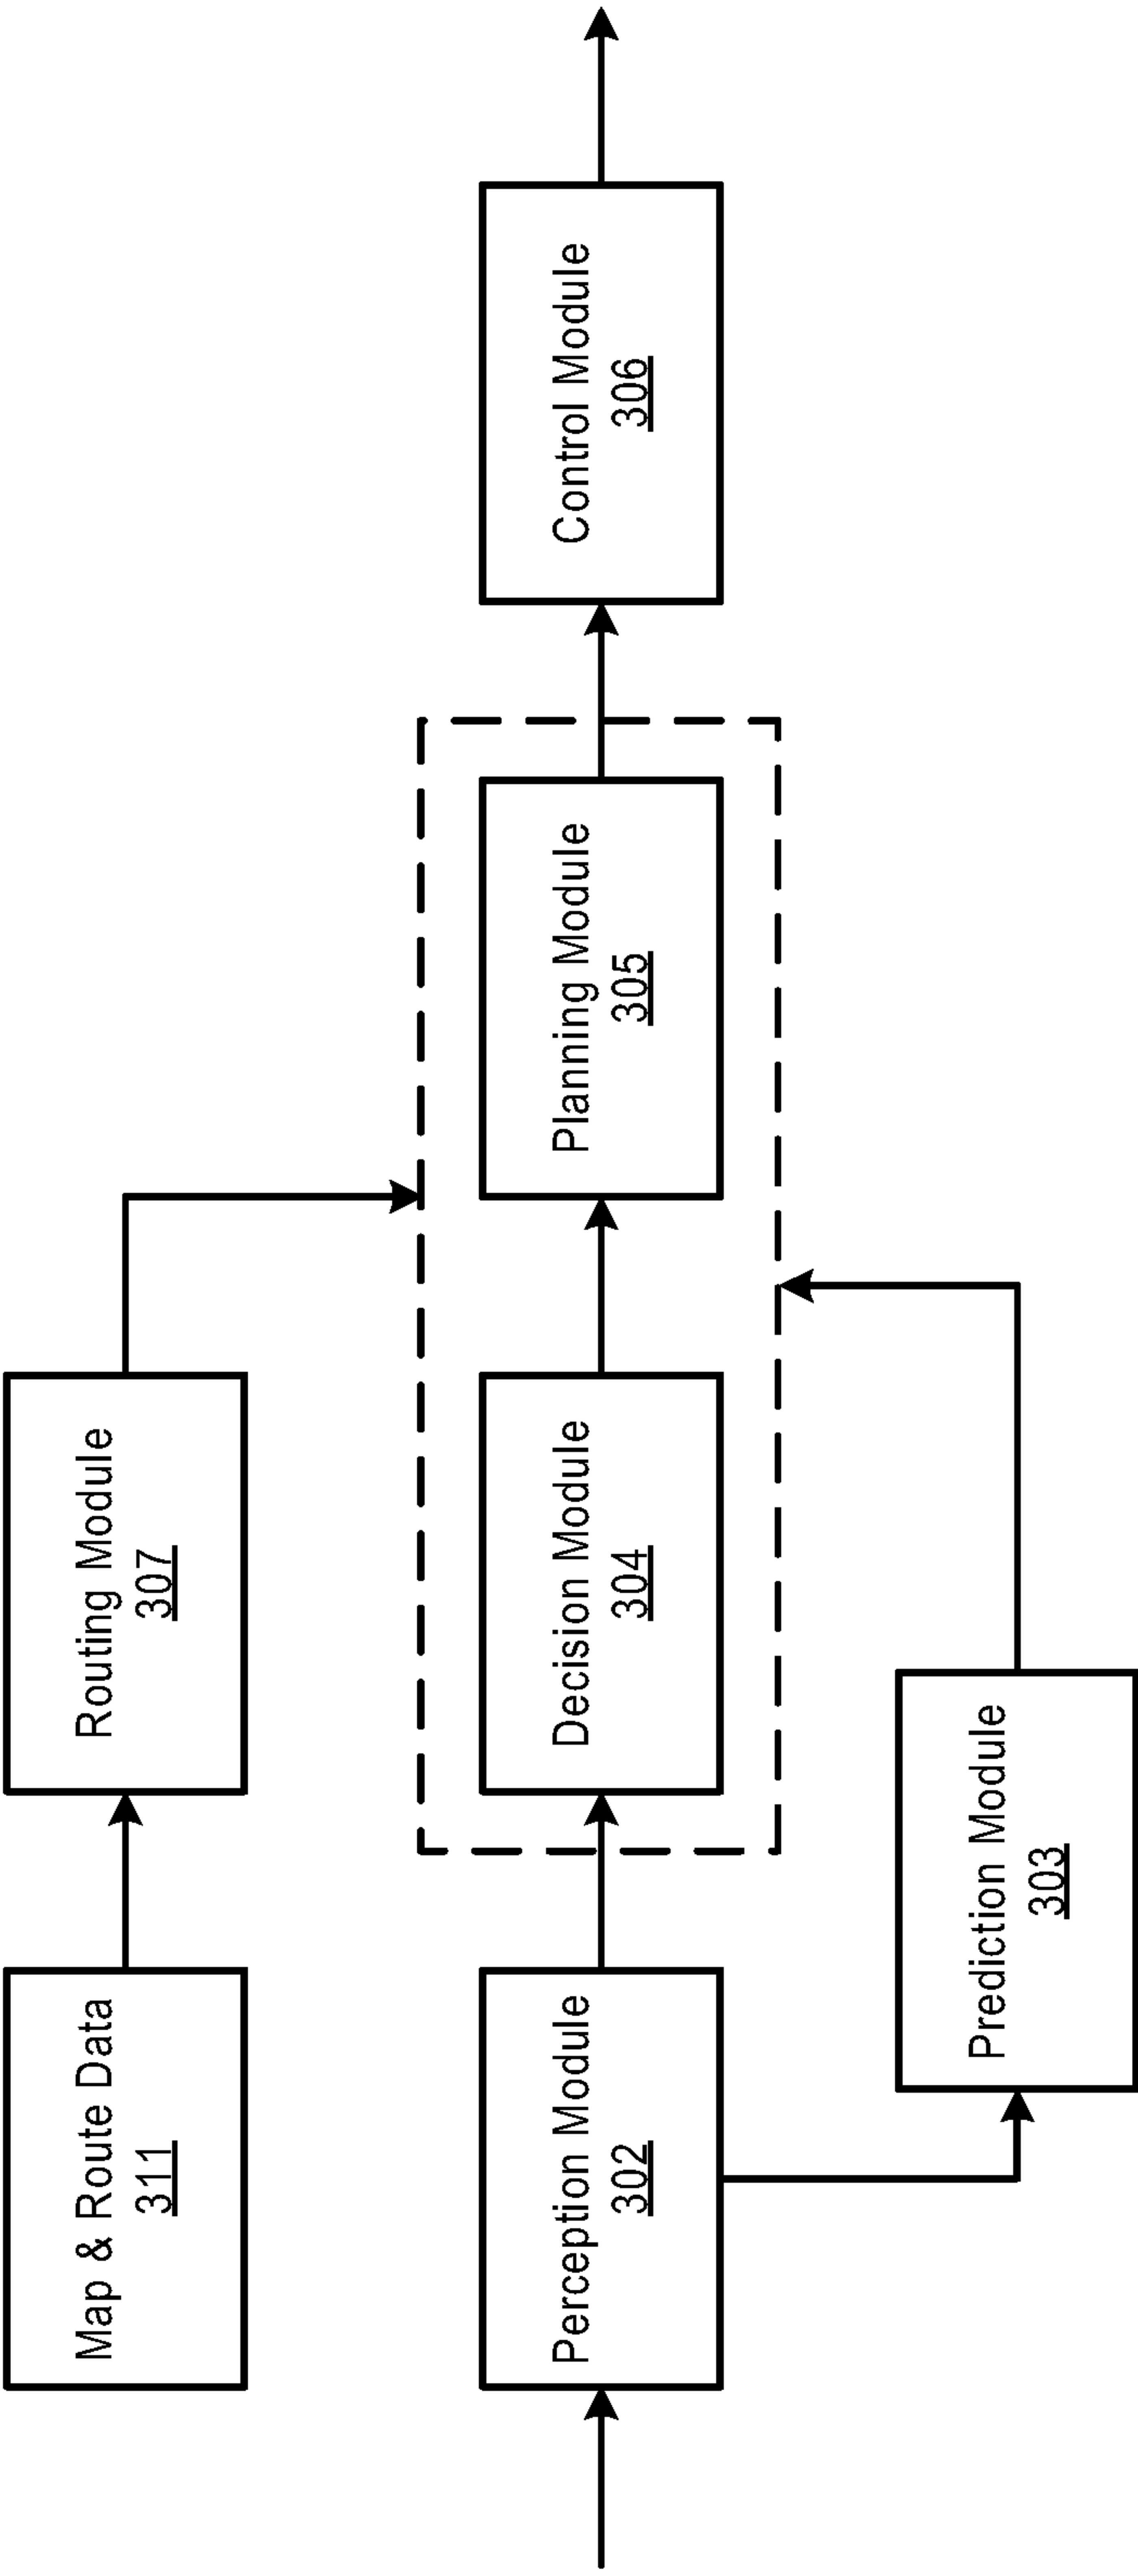 Map & Route Data
311
Routing Module
307
Perception Module
302
Decision Module
304
Planning Module
305
Control Module
306
Prediction Module
303